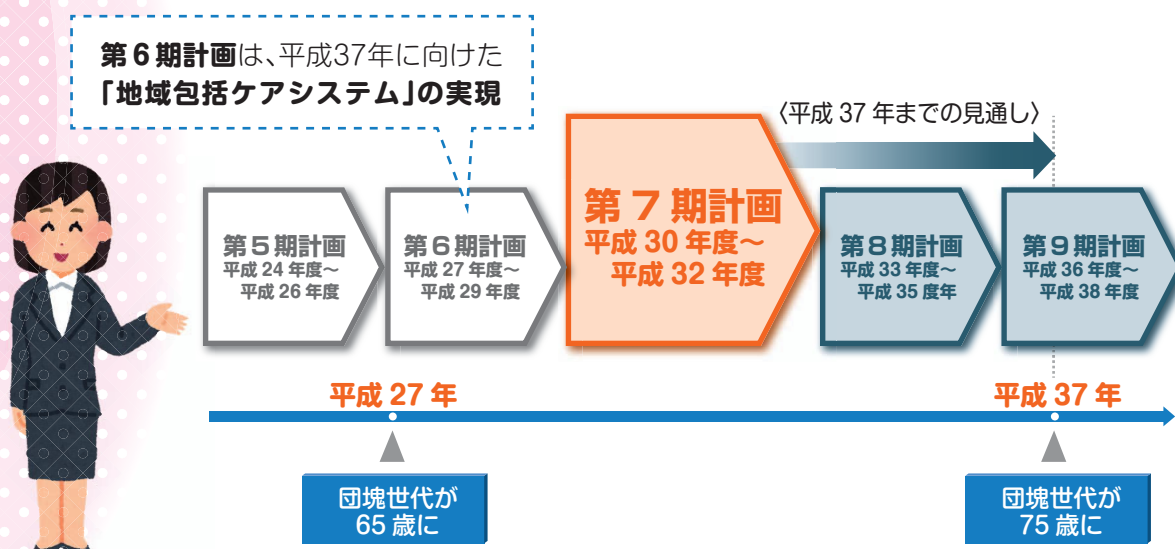 第6期計画は、平成37年に向けた
「地域包括ケアシステム」の実現
〈平成 37 年までの見通し〉
第5期計画
平成 24 年度～
平成 26 年度
第6期計画
平成 27 年度～
平成 29 年度
第 7 期計画
平成 30 年度～
平成 32 年度
第8期計画
平成 33 年度～
平成 35 度年
第9期計画
平成 36 年度～
平成 38 年度
平成 27 年
平成 37 年
団塊世代が
65 歳に
団塊世代が
75 歳に